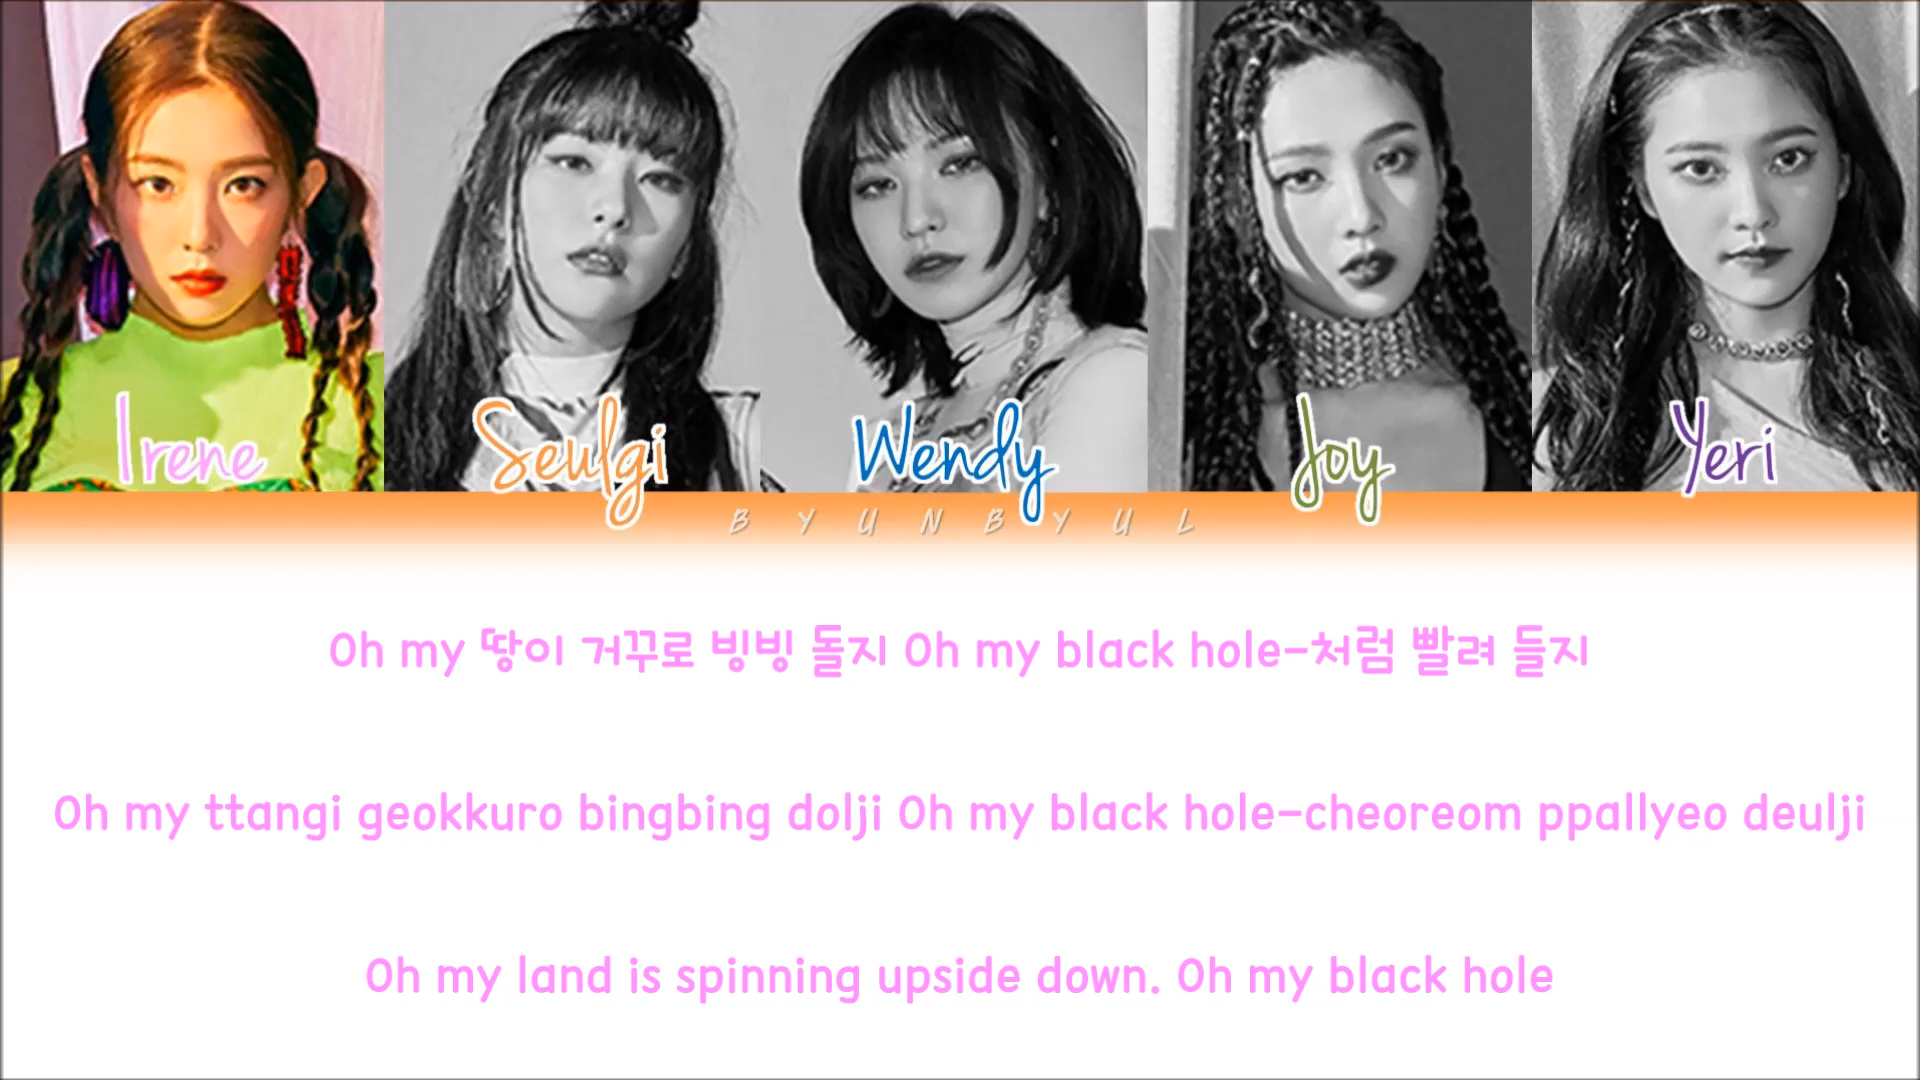 Irene
Seulgi
Wendy
Joy
Yeri
BYUNBYUL
Oh my 땅이 거꾸로 빙빙 돌지 Oh my black hole-처럼 빨려 들지
Oh my ttangi geokkuro bingbing dolji Oh my black hole-cheoreom ppallyeo deulji
Oh my land is spinning upside down. Oh my black hole